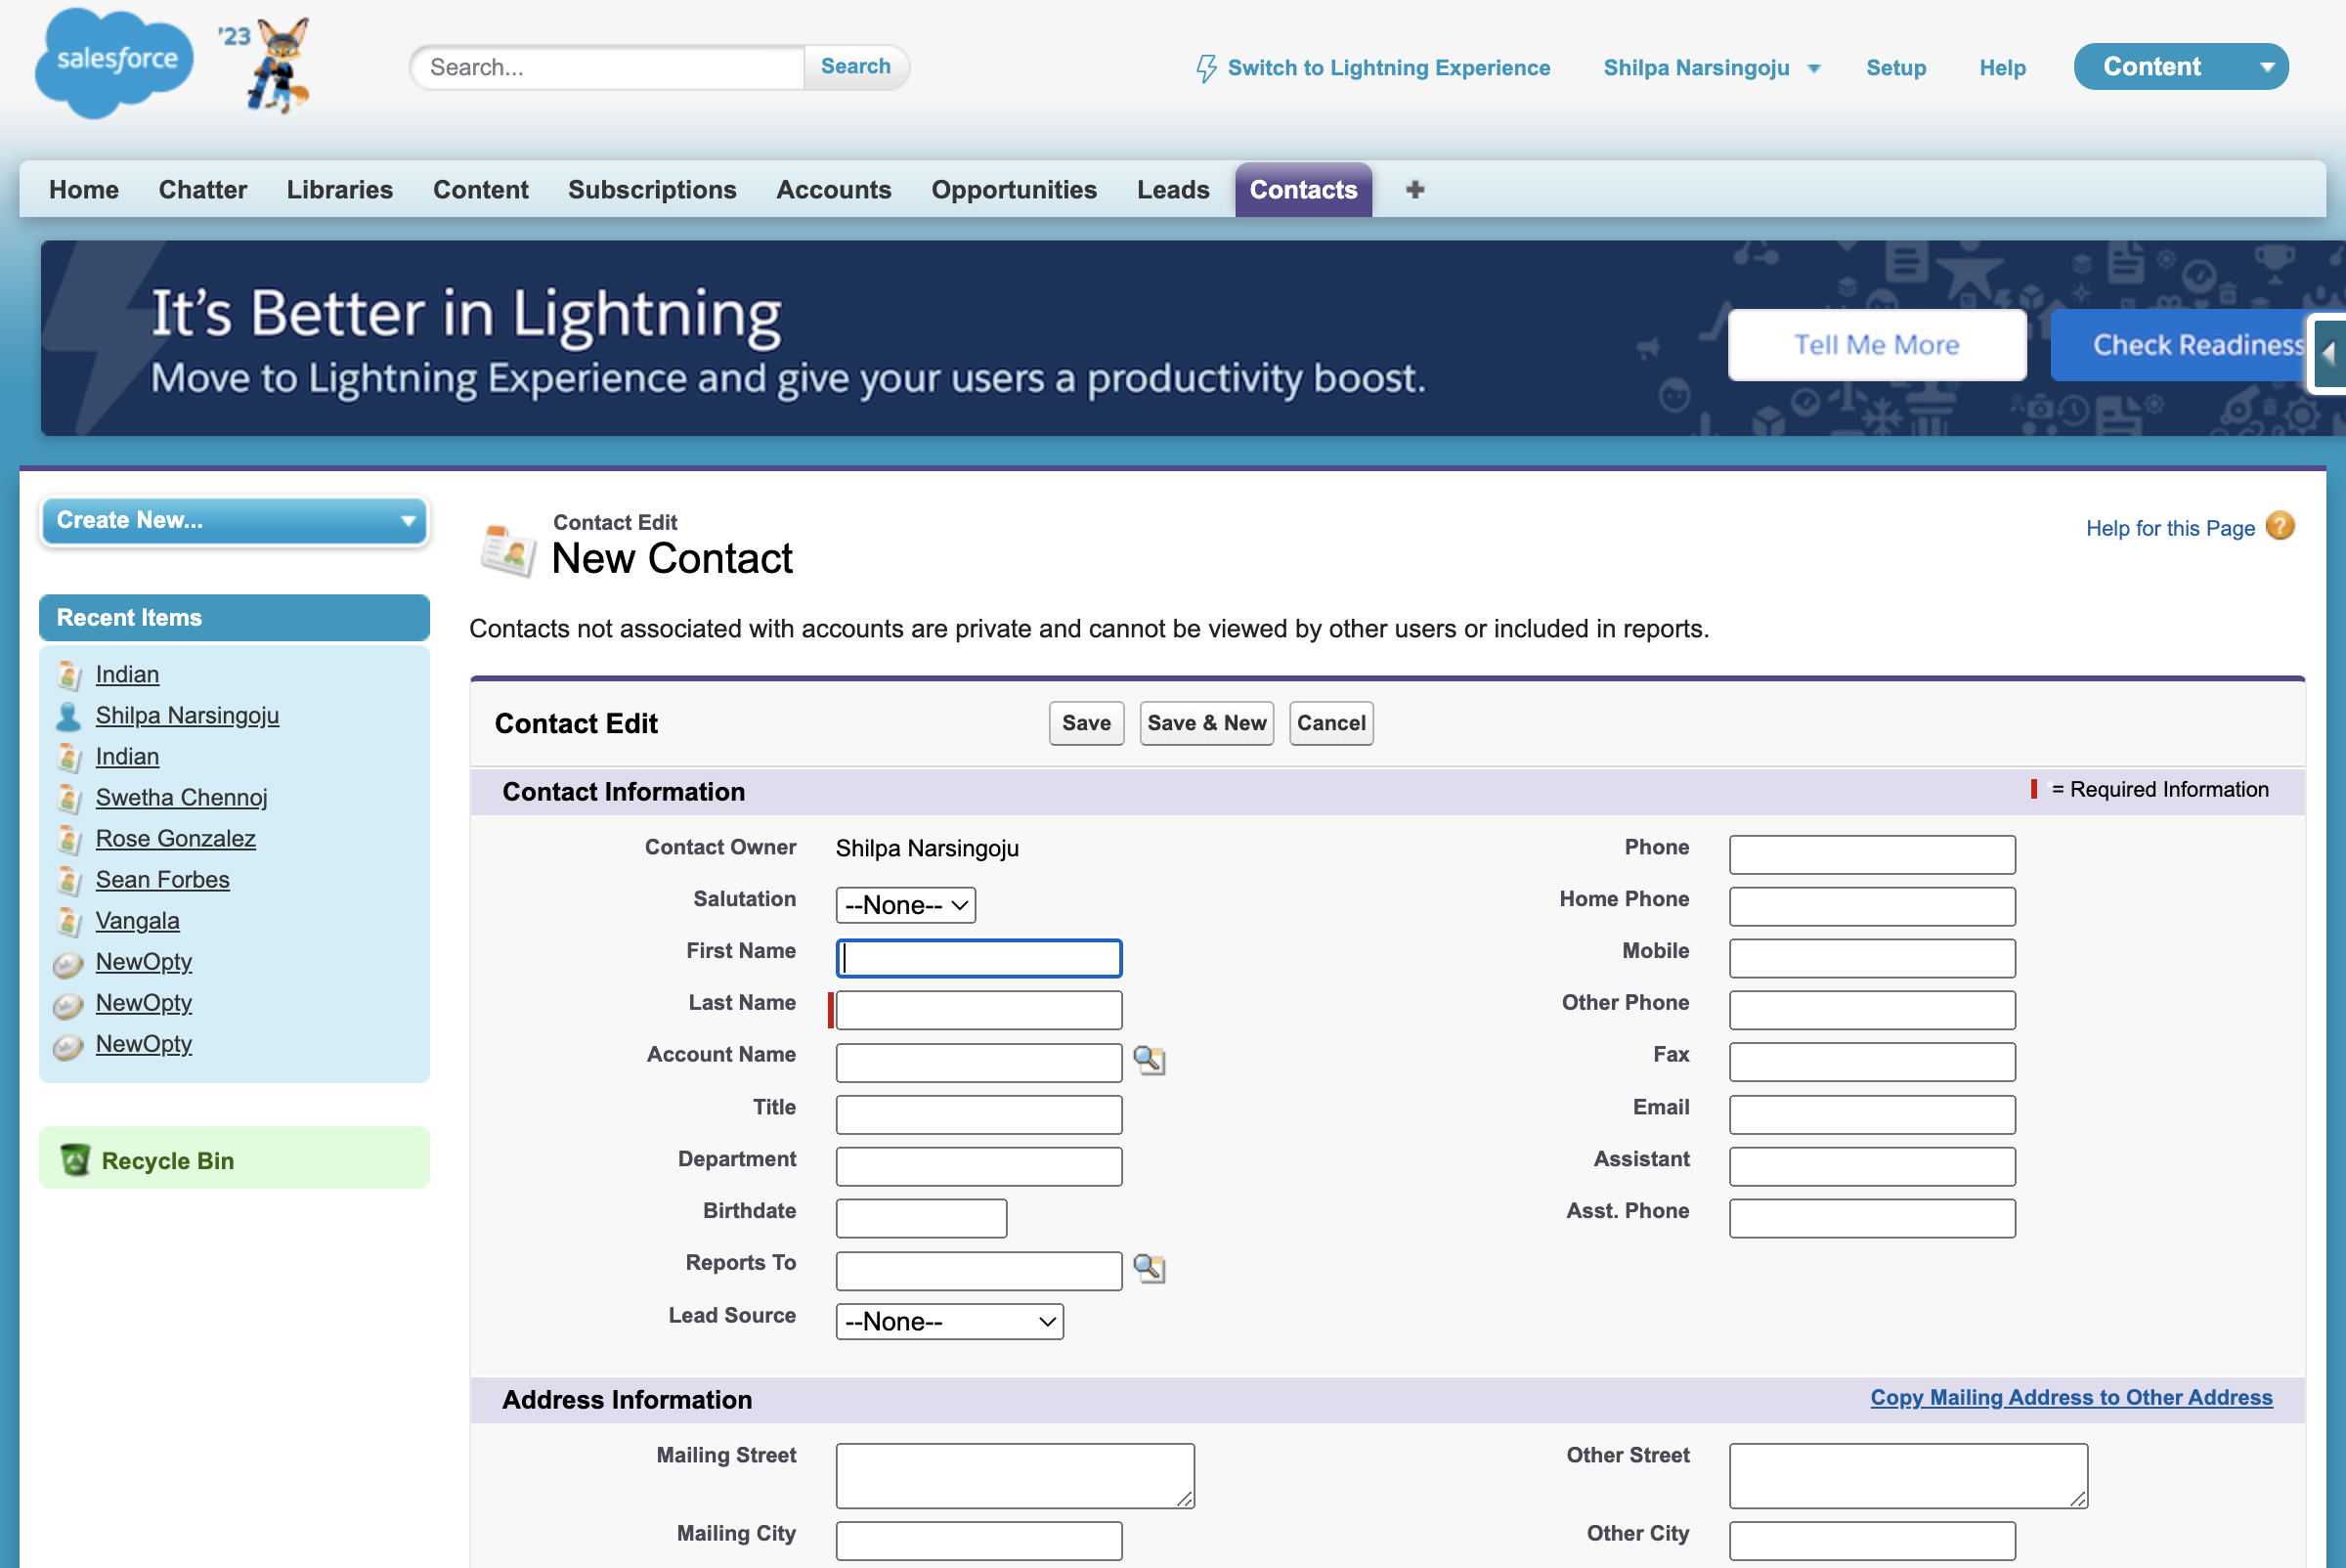 salesforce
'23
Search...
Search
Switch to Lightning Experience
Shilpa Narsingoju
Setup
Help
Content
Home
Chatter
Libraries
Content
Subscriptions
Accounts
Opportunities
Leads
Contacts
It's Better in Lightning
Move to Lightning Experience and give your users a productivity boost.
Tell Me More
Check Readiness
Create New...
Recent Items
Indian
Shilpa Narsingoju
Indian
Swetha Chennoj
Rose Gonzalez
Sean Forbes
Vangala
NewOpty
NewOpty
NewOpty
Recycle Bin
Contact Edit
New Contact
Help for this Page
Contacts not associated with accounts are private and cannot be viewed by other users or included in reports.
Contact Edit
Save
Save & New
Cancel
Contact Information
= Required Information
Contact Owner
Shilpa Narsingoju
Salutation
--None--
First Name
Last Name
Account Name
Title
Department
Birthdate
Reports To
Lead Source
--None--
Phone
Home Phone
Mobile
Other Phone
Fax
Email
Assistant
Asst. Phone
Address Information
Copy Mailing Address to Other Address
Mailing Street
Other Street
Mailing City
Other City